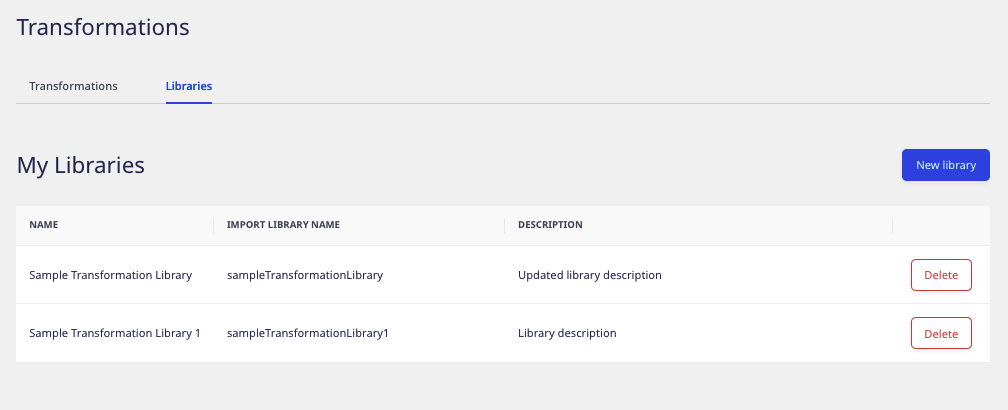 Transformations
Transformations Libraries
My Libraries New library
NAME IMPORT LIBRARY NAME DESCRIPTION
Sample Transformation Library sampleTransformationLibrary Updated library description Delete
Sample Transformation Library 1 sampleTransformationLibrary1 Library description Delete